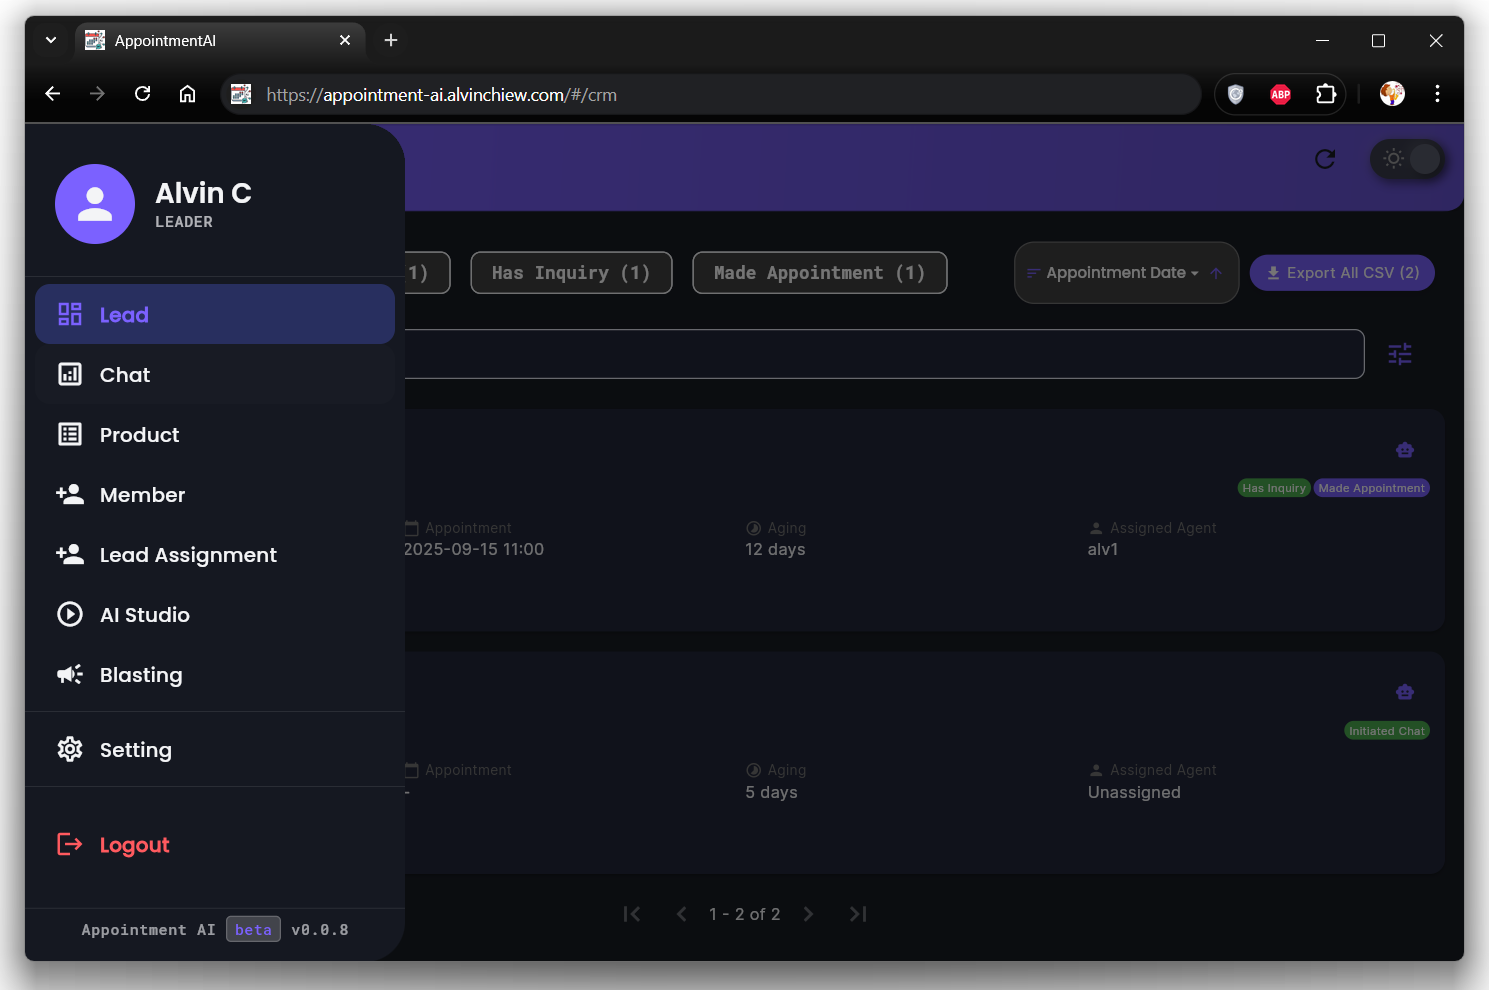 AppointmentAI
https://appointment-ai.alvinchiew.com/#/crm
ABP
Alvin C
LEADER
Lead
Chat
Product
Member
Lead Assignment
AI Studio
Blasting
Setting
Logout
Appointment AI beta v0.0.8
1)
Has Inquiry (1)
Made Appointment (1)
Appointment Date
Export All CSV (2)
Has Inquiry
Made Appointment
Appointment
2025-09-15 11:00
Aging
12 days
Assigned Agent
alv1
Initiated Chat
Appointment
-
Aging
5 days
Assigned Agent
Unassigned
1 - 2 of 2